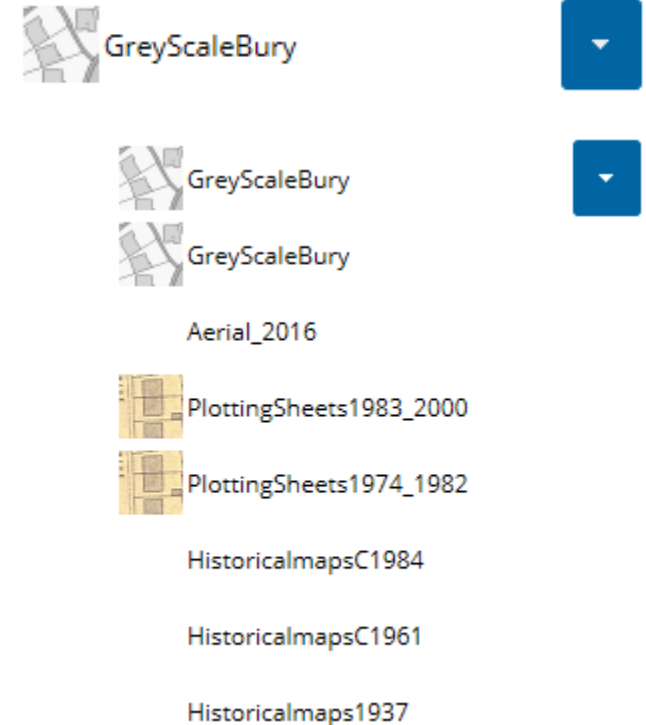 GreyScaleBury
GreyScaleBury
GreyScaleBury
Aerial_2016
PlottingSheets1983_2000
PlottingSheets1974_1982
HistoricalmapsC1984
HistoricalmapsC1961
Historicalmaps1937